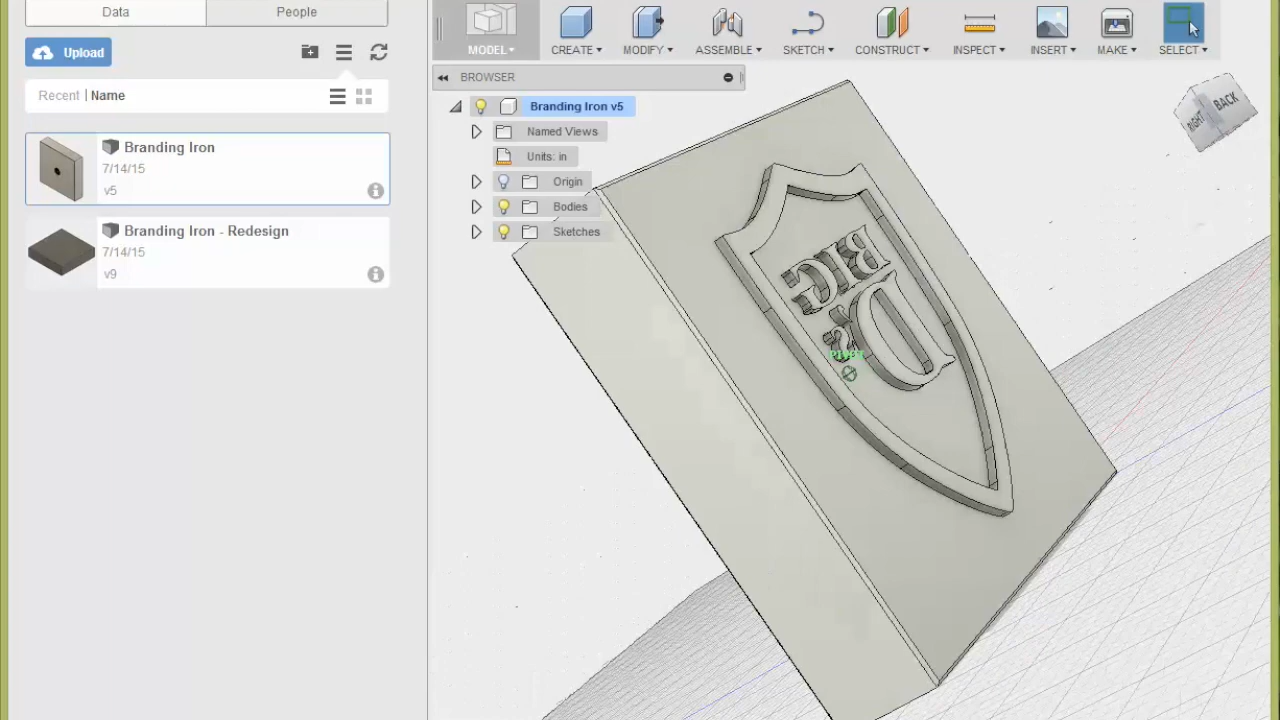 Data
People
MODEL
CREATE
MODIFY
ASSEMBLE
SKETCH
CONSTRUCT
INSPECT
INSERT
MAKE
SELECT
Upload
BROWSER
Recent
Name
Branding Iron v5
Named Views
Units: in
Origin
Bodies
Sketches
Branding Iron
7/14/15
v5
Branding Iron - Redesign
7/14/15
v9
RIGHT
BACK
BIG
D's
PIVOT